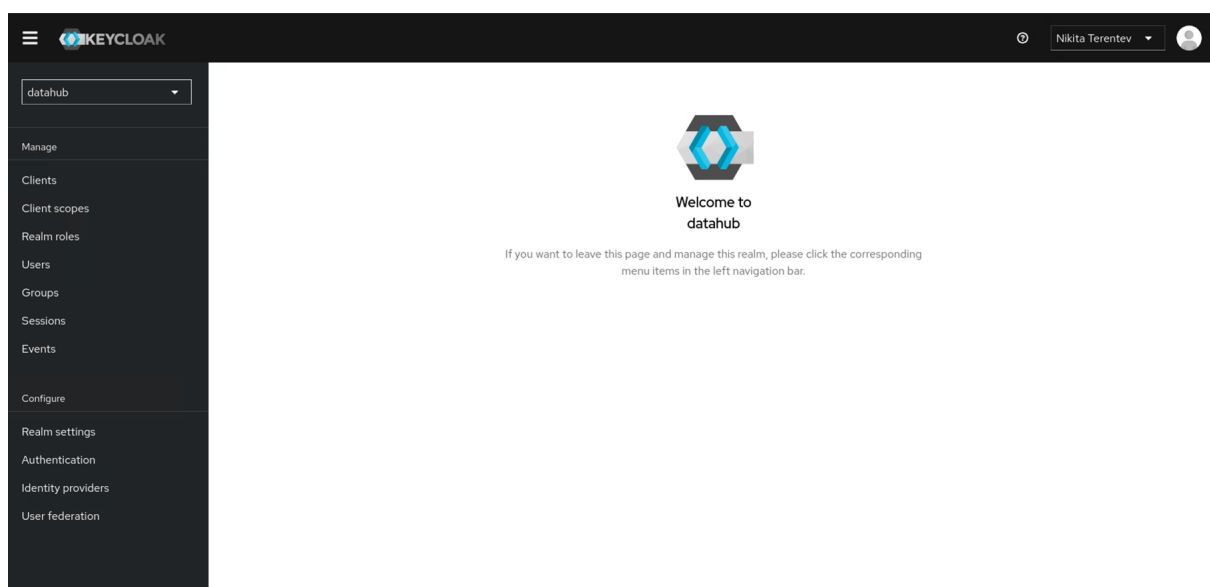 KEYCLOAK
Nikita Terentev
datahub
Manage
Clients
Client scopes
Realm roles
Users
Groups
Sessions
Events
Configure
Realm settings
Authentication
Identity providers
User federation
Welcome to
datahub
If you want to leave this page and manage this realm, please click the corresponding
menu items in the left navigation bar.